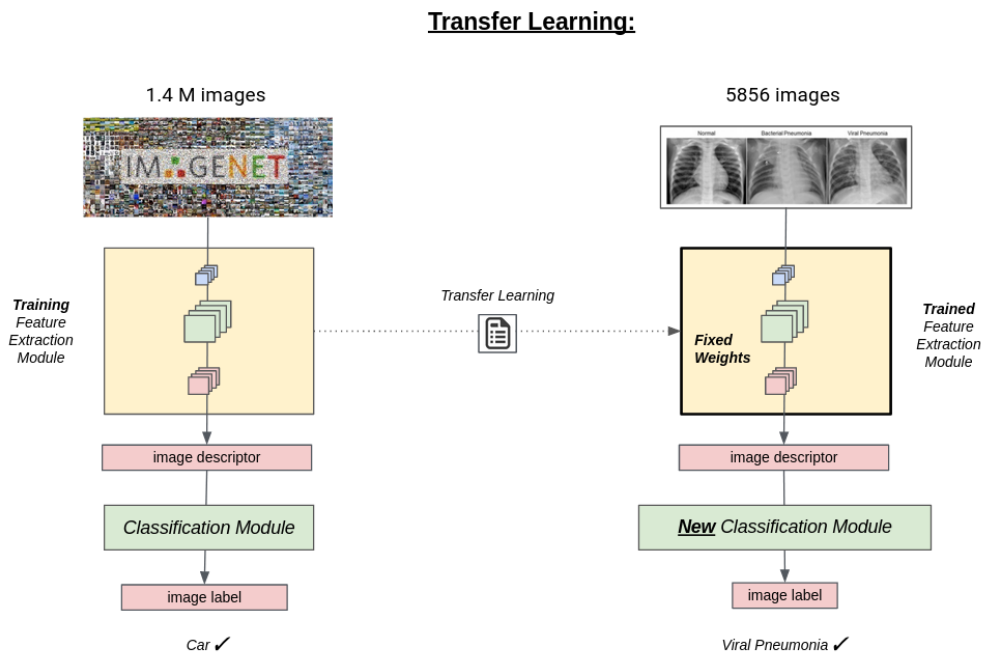 Transfer Learning:
1.4 M images
IMAGENET
Training
Feature
Extraction
Module
image descriptor
Classification Module
image label
Car ✓
Transfer Learning
5856 images
Normal Bacterial Pneumonia Viral Pneumonia
Fixed
Weights
Trained
Feature
Extraction
Module
image descriptor
New Classification Module
image label
Viral Pneumonia ✓